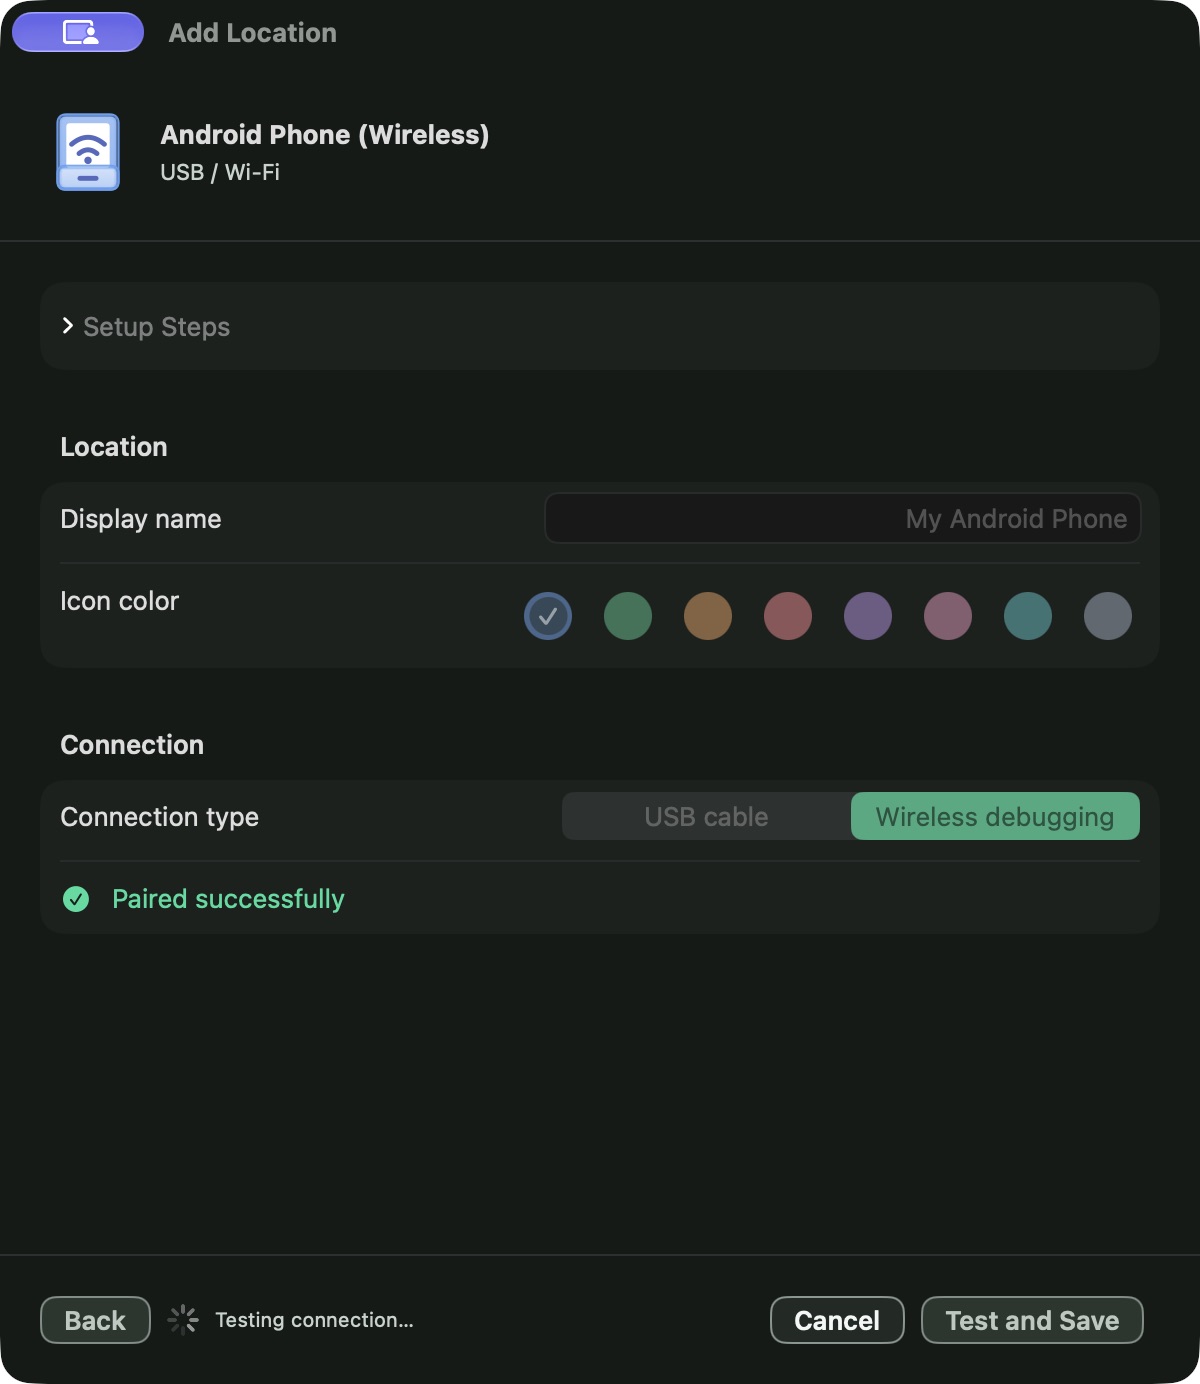 Add Location
Android Phone (Wireless)
USB / Wi-Fi
Setup Steps
Location
Display name
My Android Phone
Icon color
Connection
Connection type
USB cable
Wireless debugging
Paired successfully
Back
Testing connection...
Cancel
Test and Save